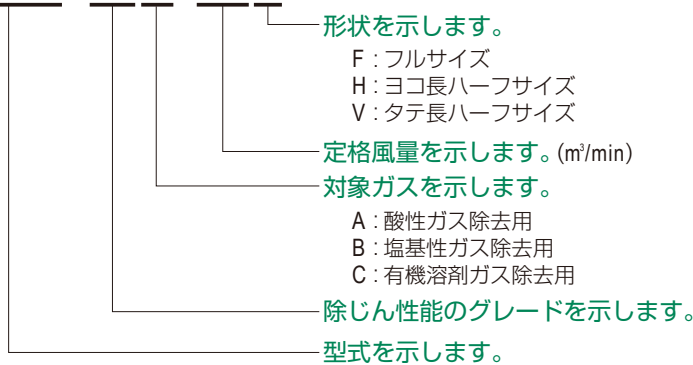 形状を示します。
F：フルサイズ
H：ヨコ長ハーフサイズ
V：タテ長ハーフサイズ
定格風量を示します。(m³/min)
対象ガスを示します。
A：酸性ガス除去用
B：塩基性ガス除去用
C：有機溶剤ガス除去用
除じん性能のグレードを示します。
型式を示します。